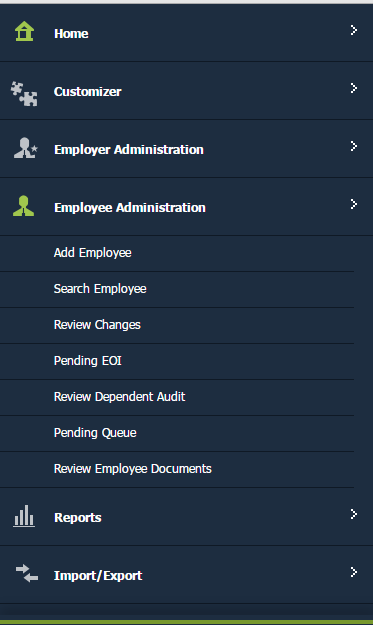 Home
Customizer
Employer Administration
Employee Administration
Add Employee
Search Employee
Review Changes
Pending EOI
Review Dependent Audit
Pending Queue
Review Employee Documents
Reports
Import/Export